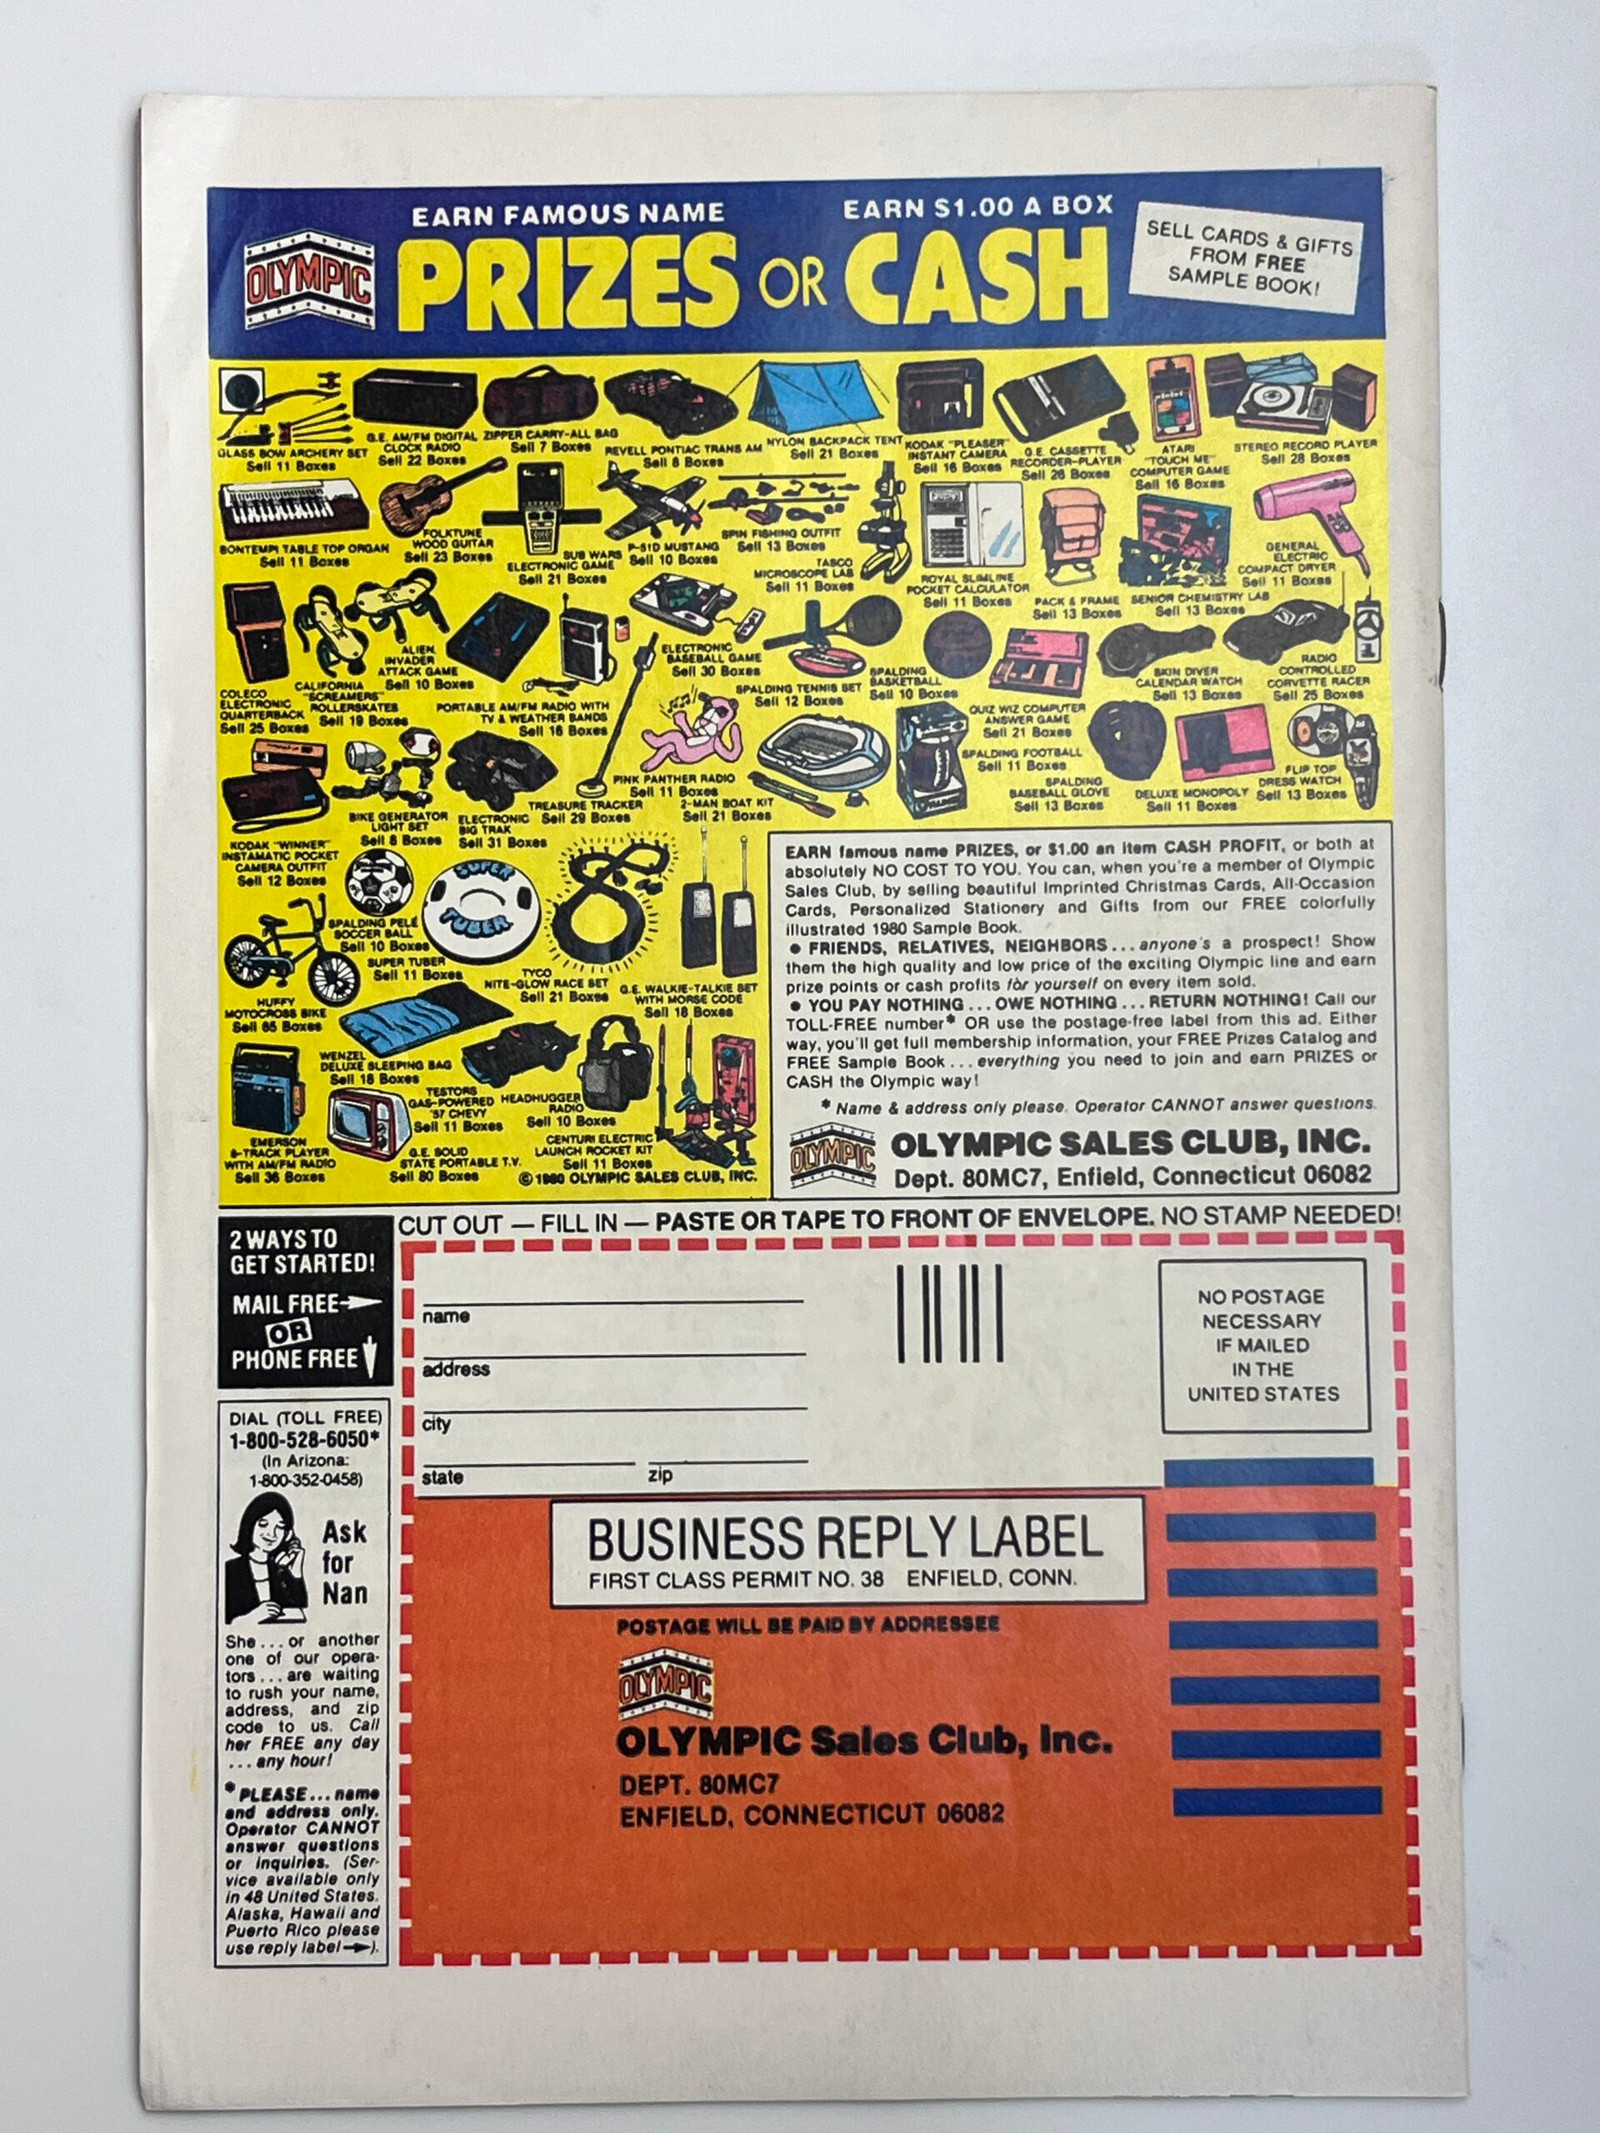 EARN FAMOUS NAME
PRIZES OR CASH
EARN $1.00 A BOX
OLYMPIC
SELL CARDS & GIFTS
FROM FREE
SAMPLE BOOK!
GLASS BOW ARCHERY SET
Sell 11 Boxes
G.E. AM/FM DIGITAL
CLOCK RADIO
Sell 22 Boxes
ZIPPER CARRY-ALL BAG
Sell 7 Boxes
REVELL PONTIAC TRANS AM
Sell 8 Boxes
NYLON BACKPACK TENT
Sell 21 Boxes
KODAK "PLEASER"
INSTANT CAMERA
Sell 16 Boxes
G.E. CASSETTE
RECORDER-PLAYER
Sell 26 Boxes
ATARI
"TOUCH ME"
COMPUTER GAME
Sell 16 Boxes
STEREO RECORD PLAYER
Sell 28 Boxes
BONTEMPI TABLE TOP ORGAN
Sell 11 Boxes
FOLKTUNE
WOOD GUITAR
Sell 23 Boxes
SUB WARS
ELECTRONIC GAME
Sell 21 Boxes
P-51D MUSTANG
Sell 10 Boxes
SPIN FISHING OUTFIT
Sell 13 Boxes
TASCO
MICROSCOPE LAB
Sell 11 Boxes
ROYAL SLIMLINE
POCKET CALCULATOR
Sell 11 Boxes
PACK & FRAME
Sell 13 Boxes
SENIOR CHEMISTRY LAB
Sell 13 Boxes
GENERAL
ELECTRIC
COMPACT DRYER
Sell 11 Boxes
COLECO
ELECTRONIC
QUARTERBACK
Sell 25 Boxes
CALIFORNIA
"SCREAMERS"
ROLLERSKATES
Sell 19 Boxes
ALIEN
INVADER
ATTACK GAME
Sell 10 Boxes
PORTABLE AM/FM RADIO WITH
TV & WEATHER BANDS
Sell 16 Boxes
ELECTRONIC
BASEBALL GAME
Sell 30 Boxes
SPALDING TENNIS SET
Sell 12 Boxes
SPALDING
BASKETBALL
Sell 10 Boxes
QUIZ WIZ COMPUTER
ANSWER GAME
Sell 21 Boxes
SKIN DIVER
CALENDAR WATCH
Sell 13 Boxes
RADIO
CONTROLLED
CORVETTE RACER
Sell 25 Boxes
KODAK "WINNER"
INSTAMATIC POCKET
CAMERA OUTFIT
Sell 12 Boxes
BIKE GENERATOR
LIGHT SET
Sell 8 Boxes
ELECTRONIC
BIG TRAK
Sell 31 Boxes
TREASURE TRACKER
Sell 29 Boxes
PINK PANTHER RADIO
Sell 11 Boxes
2-MAN BOAT KIT
Sell 21 Boxes
SPALDING FOOTBALL
Sell 11 Boxes
SPALDING
BASEBALL GLOVE
Sell 13 Boxes
DELUXE MONOPOLY
Sell 11 Boxes
FLIP TOP
DRESS WATCH
Sell 13 Boxes
HUFFY
MOTOCROSS BIKE
Sell 65 Boxes
SPALDING PELÉ
SOCCER BALL
Sell 10 Boxes
SUPER
TUBER
SUPER TUBER
Sell 11 Boxes
TYCO
NITE-GLOW RACE SET
Sell 21 Boxes
G.E. WALKIE-TALKIE SET
WITH MORSE CODE
Sell 18 Boxes
EMERSON
8-TRACK PLAYER
WITH AM/FM RADIO
Sell 36 Boxes
WENZEL
DELUXE SLEEPING BAG
Sell 18 Boxes
G.E. SOLID
STATE PORTABLE T.V.
Sell 80 Boxes
TESTORS
GAS-POWERED
'57 CHEVY
Sell 11 Boxes
HEADHUGGER
RADIO
Sell 10 Boxes
CENTURI ELECTRIC
LAUNCH ROCKET KIT
Sell 11 Boxes
© 1980 OLYMPIC SALES CLUB, INC.
EARN famous name PRIZES, or $1.00 an item CASH PROFIT, or both at
absolutely NO COST TO YOU. You can, when you're a member of Olympic
Sales Club, by selling beautiful Imprinted Christmas Cards, All-Occasion
Cards, Personalized Stationery and Gifts from our FREE colorfully
illustrated 1980 Sample Book.
● FRIENDS, RELATIVES, NEIGHBORS...anyone's a prospect! Show
them the high quality and low price of the exciting Olympic line and earn
prize points or cash profits for yourself on every item sold.
● YOU PAY NOTHING...OWE NOTHING...RETURN NOTHING! Call our
TOLL-FREE number* OR use the postage-free label from this ad. Either
way, you'll get full membership information, your FREE Prizes Catalog and
FREE Sample Book...everything you need to join and earn PRIZES or
CASH the Olympic way!
* Name & address only please. Operator CANNOT answer questions.
OLYMPIC
OLYMPIC SALES CLUB, INC.
Dept. 80MC7, Enfield, Connecticut 06082
2 WAYS TO
GET STARTED!
MAIL FREE
OR
PHONE FREE
CUT OUT — FILL IN — PASTE OR TAPE TO FRONT OF ENVELOPE. NO STAMP NEEDED!
name
address
city
state zip
NO POSTAGE
NECESSARY
IF MAILED
IN THE
UNITED STATES
BUSINESS REPLY LABEL
FIRST CLASS PERMIT NO. 38 ENFIELD, CONN.
POSTAGE WILL BE PAID BY ADDRESSEE
OLYMPIC
OLYMPIC Sales Club, Inc.
DEPT. 80MC7
ENFIELD, CONNECTICUT 06082
DIAL (TOLL FREE)
1-800-528-6050*
(In Arizona:
1-800-352-0458)
Ask
for
Nan
She...or another
one of our opera-
tors...are waiting
to rush your name,
address, and zip
code to us. Call
her FREE any day
...any hour!
*PLEASE...name
and address only.
Operator CANNOT
answer questions
or inquiries. (Ser-
vice available only
in 48 United States.
Alaska, Hawaii and
Puerto Rico please
use reply label →).